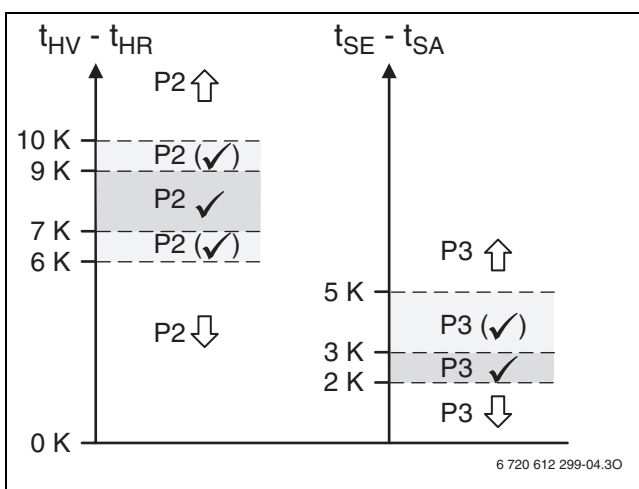 tHV - tHR
tSE - tSA
P2
10 K
P2 (✓)
9 K
P2 ✓
7 K
P2 (✓)
6 K
P2
P3
5 K
P3 (✓)
3 K
P3 ✓
2 K
P3
0 K
6 720 612 299-04.3O